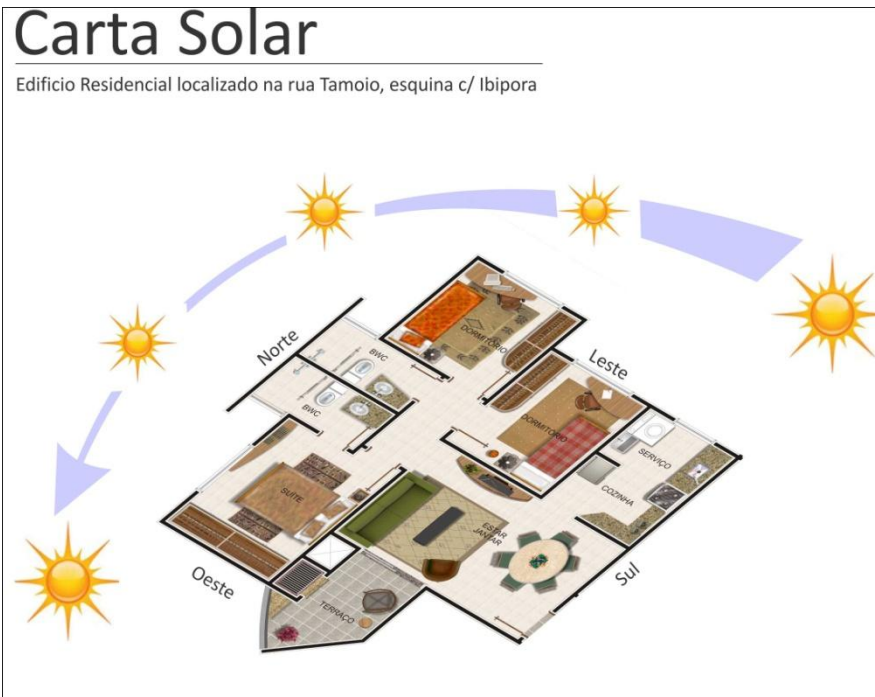 Carta Solar
Edificio Residencial localizado na rua Tamoio, esquina c/ Ibipora
Norte
Leste
DORMITÓRIO
BWC
BWC
DORMITÓRIO
SERVIÇO
COZINHA
SUÍTE
ESTAR
JANTAR
Oeste
Sul
TERRAÇO